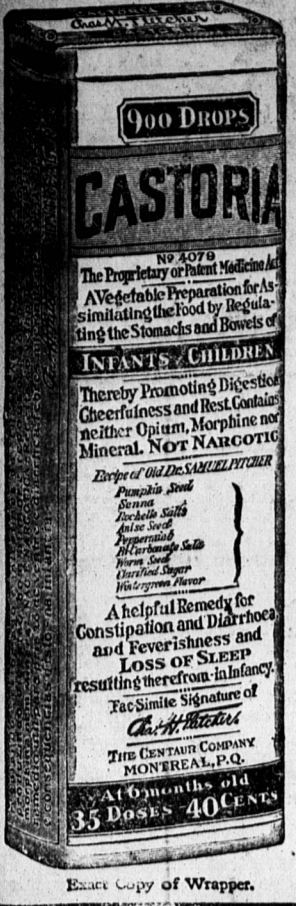 Chas. H. Fletcher
900 DROPS
CASTORIA
No 4079
The Proprietary or Patent Medicine Act
A Vegetable Preparation for As-
similating the Food by Regula-
ting the Stomachs and Bowels of
INFANTS CHILDREN
Thereby Promoting Digestion
Cheerfulness and Rest. Contains
neither Opium, Morphine nor
Mineral. NOT NARCOTIC
Recipe of Old Dr. SAMUEL PITCHER
Pumpkin Seed
Senna
Rochelle Salts
Anise Seed
Peppermint
Bi Carbonate Soda
Worm Seed
Clarified Sugar
Wintergreen Flavor
A helpful Remedy for
Constipation and Diarrhoea
and Feverishness and
LOSS OF SLEEP
resulting therefrom-in Infancy.
Fac-Simile Signature of
Chas. H. Fletcher
THE CENTAUR COMPANY
MONTREAL, P.Q.
At 6 months old
35 DOSES - 40 CENTS
Exact Copy of Wrapper.